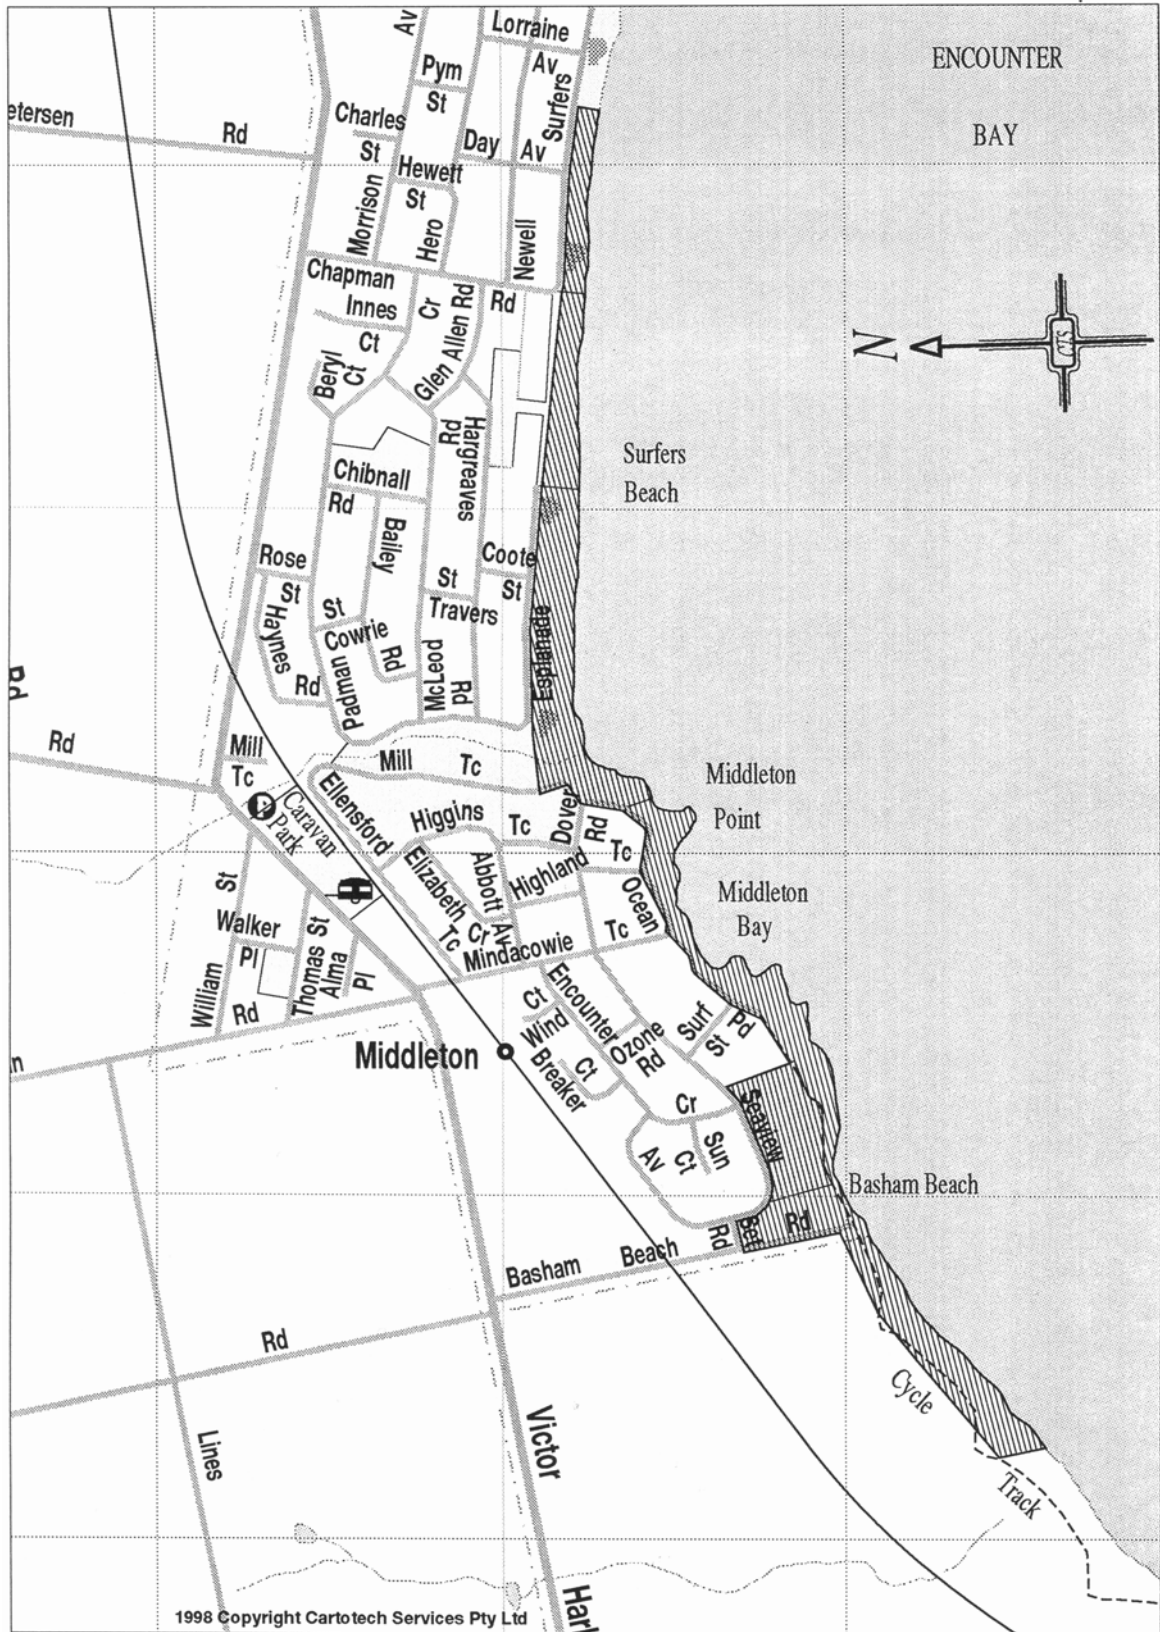 Av
Lorraine
Av
ENCOUNTER
BAY
Pym
St
Surfers
etersen
Rd
Charles
St
Day
Av
Hewett
St
Morrison
Hero
Newell
Chapman
Rd
Innes
Ct
Cr
Glen Allen Rd
Beryl
Ct
N
CTS
Hargreaves
Rd
Surfers
Beach
Chibnall
Rd
Bailey
Rose
St
Coote
St
St
Travers
Haynes
Rd
St
Cowrie
Rd
Padman
McLeod
Rd
Esplanade
Rd
Rd
Mill
Tc
Mill
Tc
Middleton
Point
Caravan
Park
Ellensford
Tc
Higgins
Tc
Dover
Rd
Tc
Ocean
Elizabeth
Cr
Abbott
Av
Highland
Middleton
Bay
St
Walker
Pl
William
Rd
Thomas St
Alma
Pl
Mindacowie
Tc
Encounter
Ct
Wind
Ozone
Rd
Surf
St
Pd
Middleton
Breaker
Ct
Cr
Seaview
Sun
Ct
Av
Basham Beach
Rd
Bch
Rd
Basham
Beach
Rd
Cycle
Track
Victor
Lines
Har
1998 Copyright Cartotech Services Pty Ltd